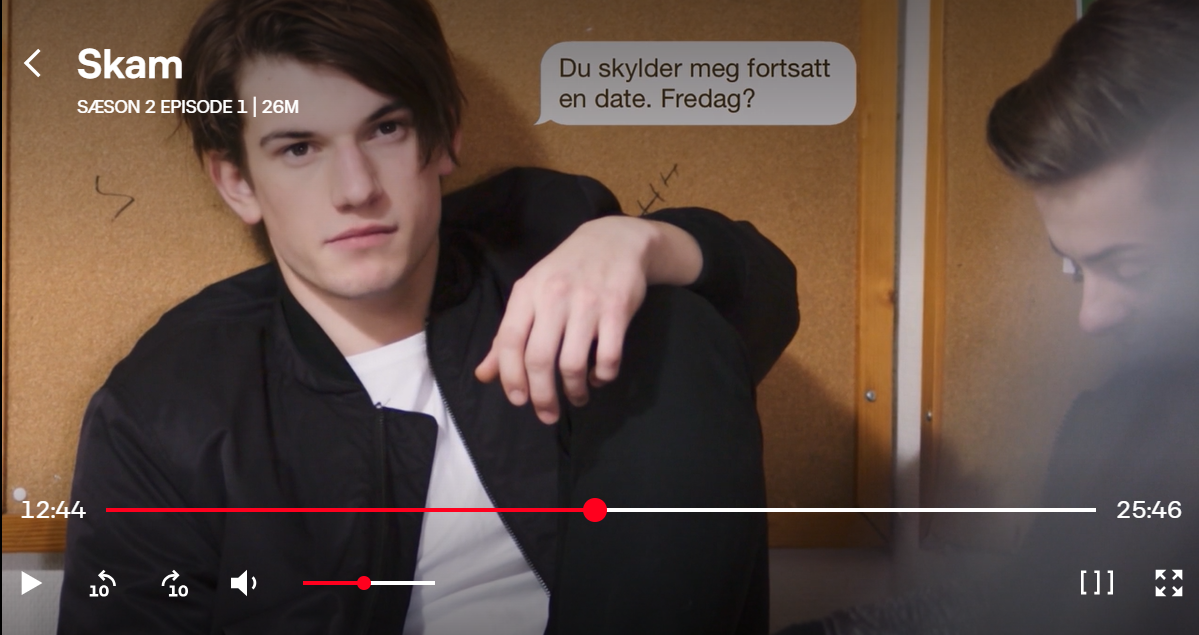 Skam
SÆSON 2 EPISODE 1 | 26M
Du skylder meg fortsatt
en date. Fredag?
12:44
25:46
10
10